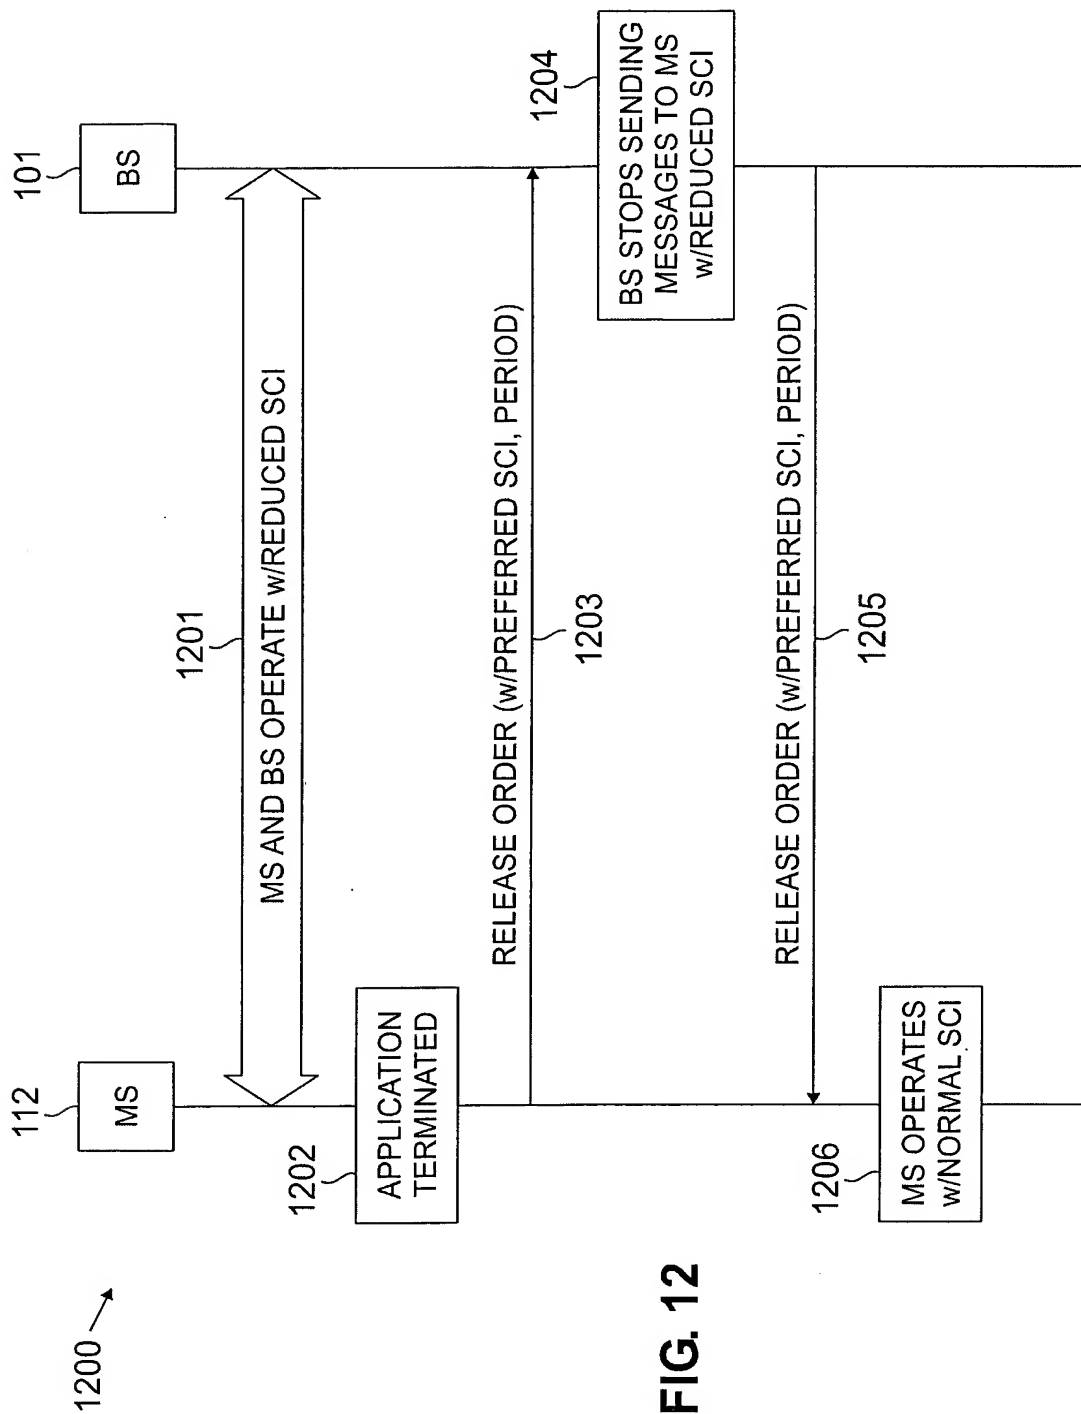 1200
112
MS
101
BS
1201
MS AND BS OPERATE w/REDUCED SCI
1202
APPLICATION
TERMINATED
RELEASE ORDER (w/PREFERRED SCI, PERIOD)
1203
1204
BS STOPS SENDING
MESSAGES TO MS
w/REDUCED SCI
RELEASE ORDER (w/PREFERRED SCI, PERIOD)
1205
1206
MS OPERATES
w/NORMAL SCI
FIG. 12